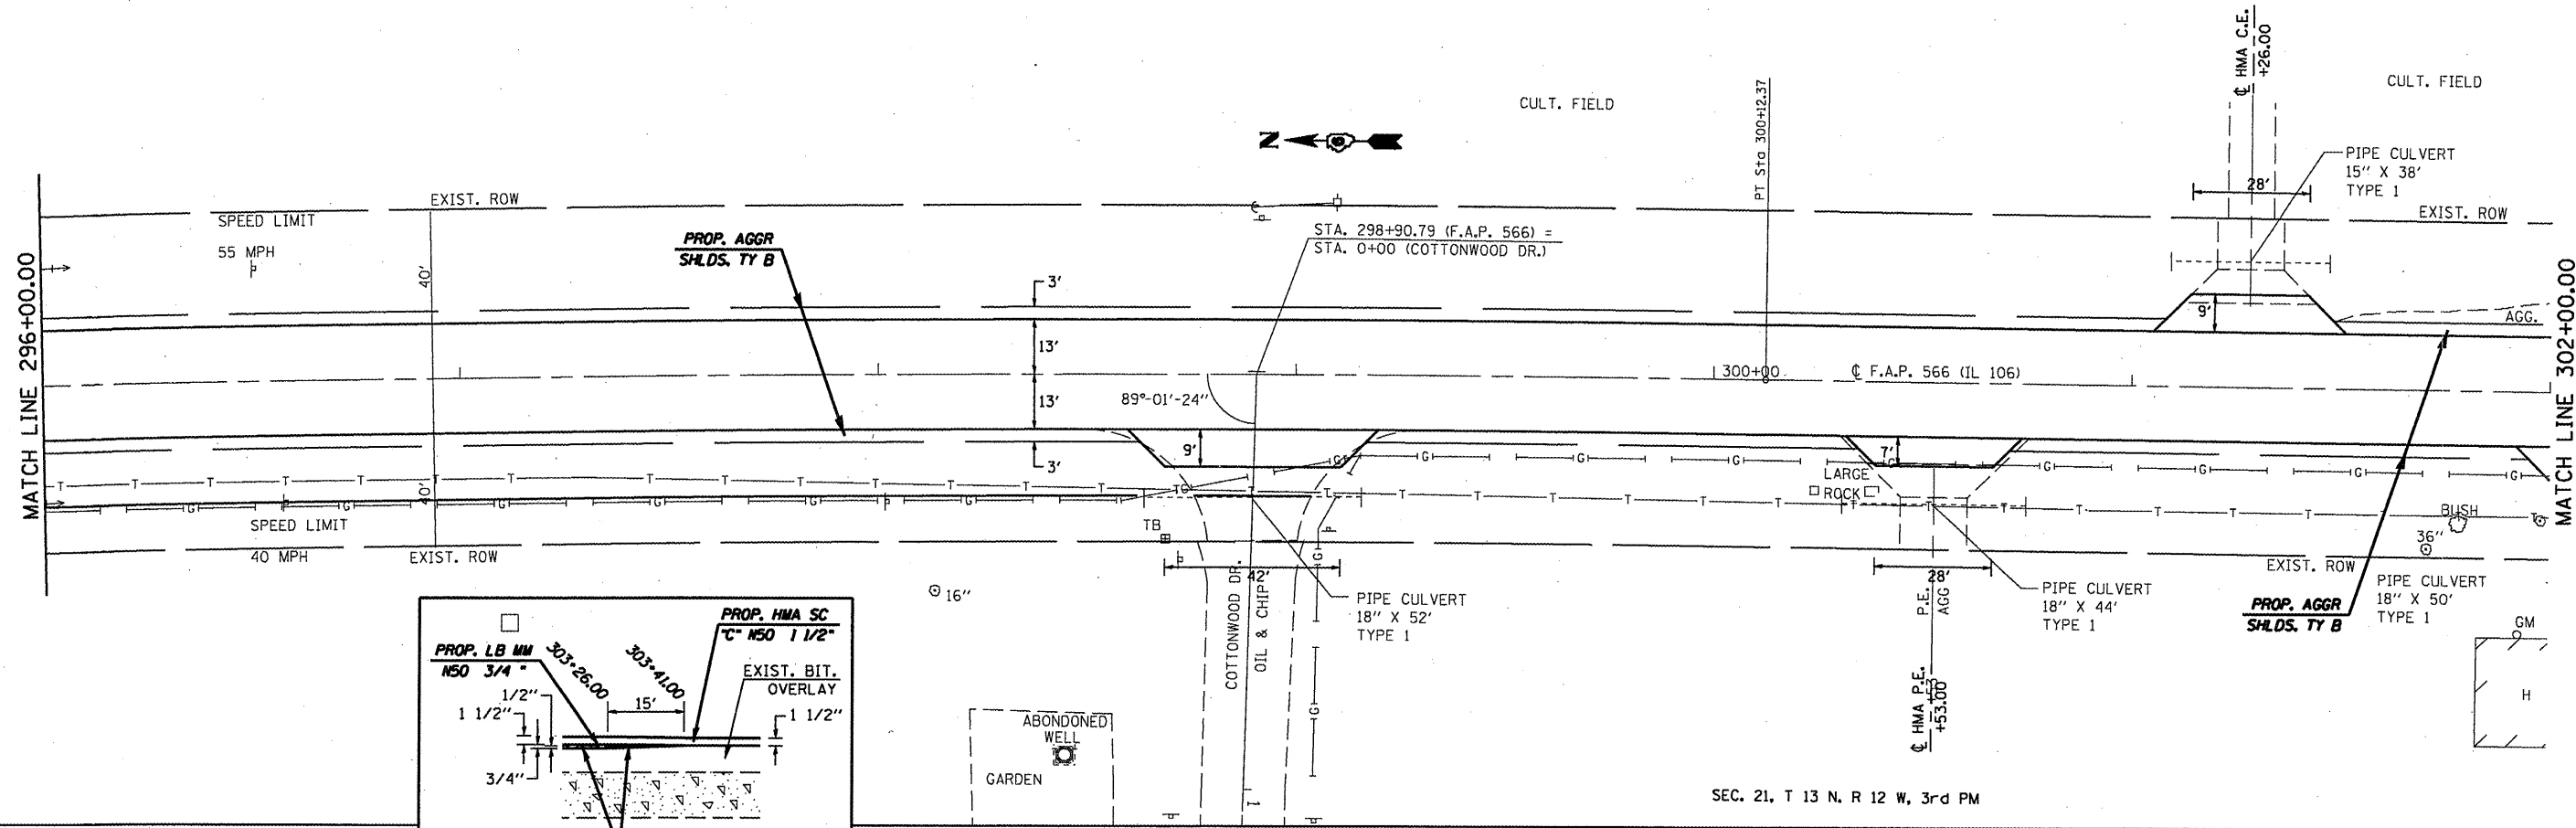 MATCH LINE 296+00.00
SPEED LIMIT
55 MPH
EXIST. ROW
40'
PROP. AGGR
SHLDS. TY B
3'
13'
13'
3'
N
STA. 298+90.79 (F.A.P. 566) =
STA. 0+00 (COTTONWOOD DR.)
89°-01'-24"
CULT. FIELD
PT Sta 300+12.37
300+00
℄ F.A.P. 566 (IL 106)
℄ HMA C.E.
+26.00
CULT. FIELD
PIPE CULVERT
15" X 38'
TYPE 1
28'
EXIST. ROW
9'
AGG.
MATCH LINE 302+00.00
T T T T T T T T T T T T
G G G G G G
40'
SPEED LIMIT
40 MPH
EXIST. ROW
9'
TB
42'
COTTONWOOD DR.
OIL & CHIP
PIPE CULVERT
18" X 52'
TYPE 1
16"
7'
LARGE
ROCK
28'
P.E.
AGG
+53
℄ HMA P.E.
+53.00
PIPE CULVERT
18" X 44'
TYPE 1
BUSH
36"
EXIST. ROW
PROP. AGGR
SHLDS. TY B
PIPE CULVERT
18" X 50'
TYPE 1
GM
H
PROP. LB MM
N50 3/4"
303+26.00
303+41.00
PROP. HMA SC
"C" N50 1 1/2"
EXIST. BIT.
OVERLAY
15'
1/2"
1 1/2"
3/4"
1 1/2"
ABONDONED
WELL
GARDEN
1
SEC. 21, T 13 N, R 12 W, 3rd PM